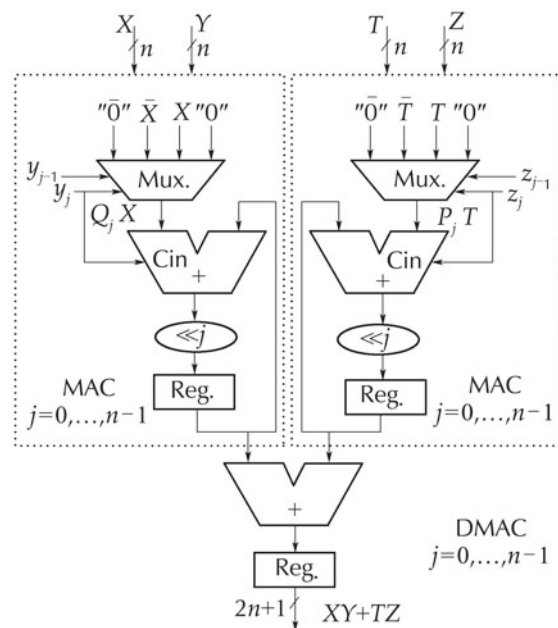 X Y T Z
n n n n
"0̄" X̄ X "0" "0̄" T̄ T "0"
y_{j-1} Mux. Mux. z_{j-1}
y_j z_j
Q_j X P_j T
Cin Cin
+ +
≪j ≪j
MAC Reg. Reg. MAC
j=0,...,n−1 j=0,...,n−1
+
DMAC
j=0,...,n−1
Reg.
2n+1 XY+TZ